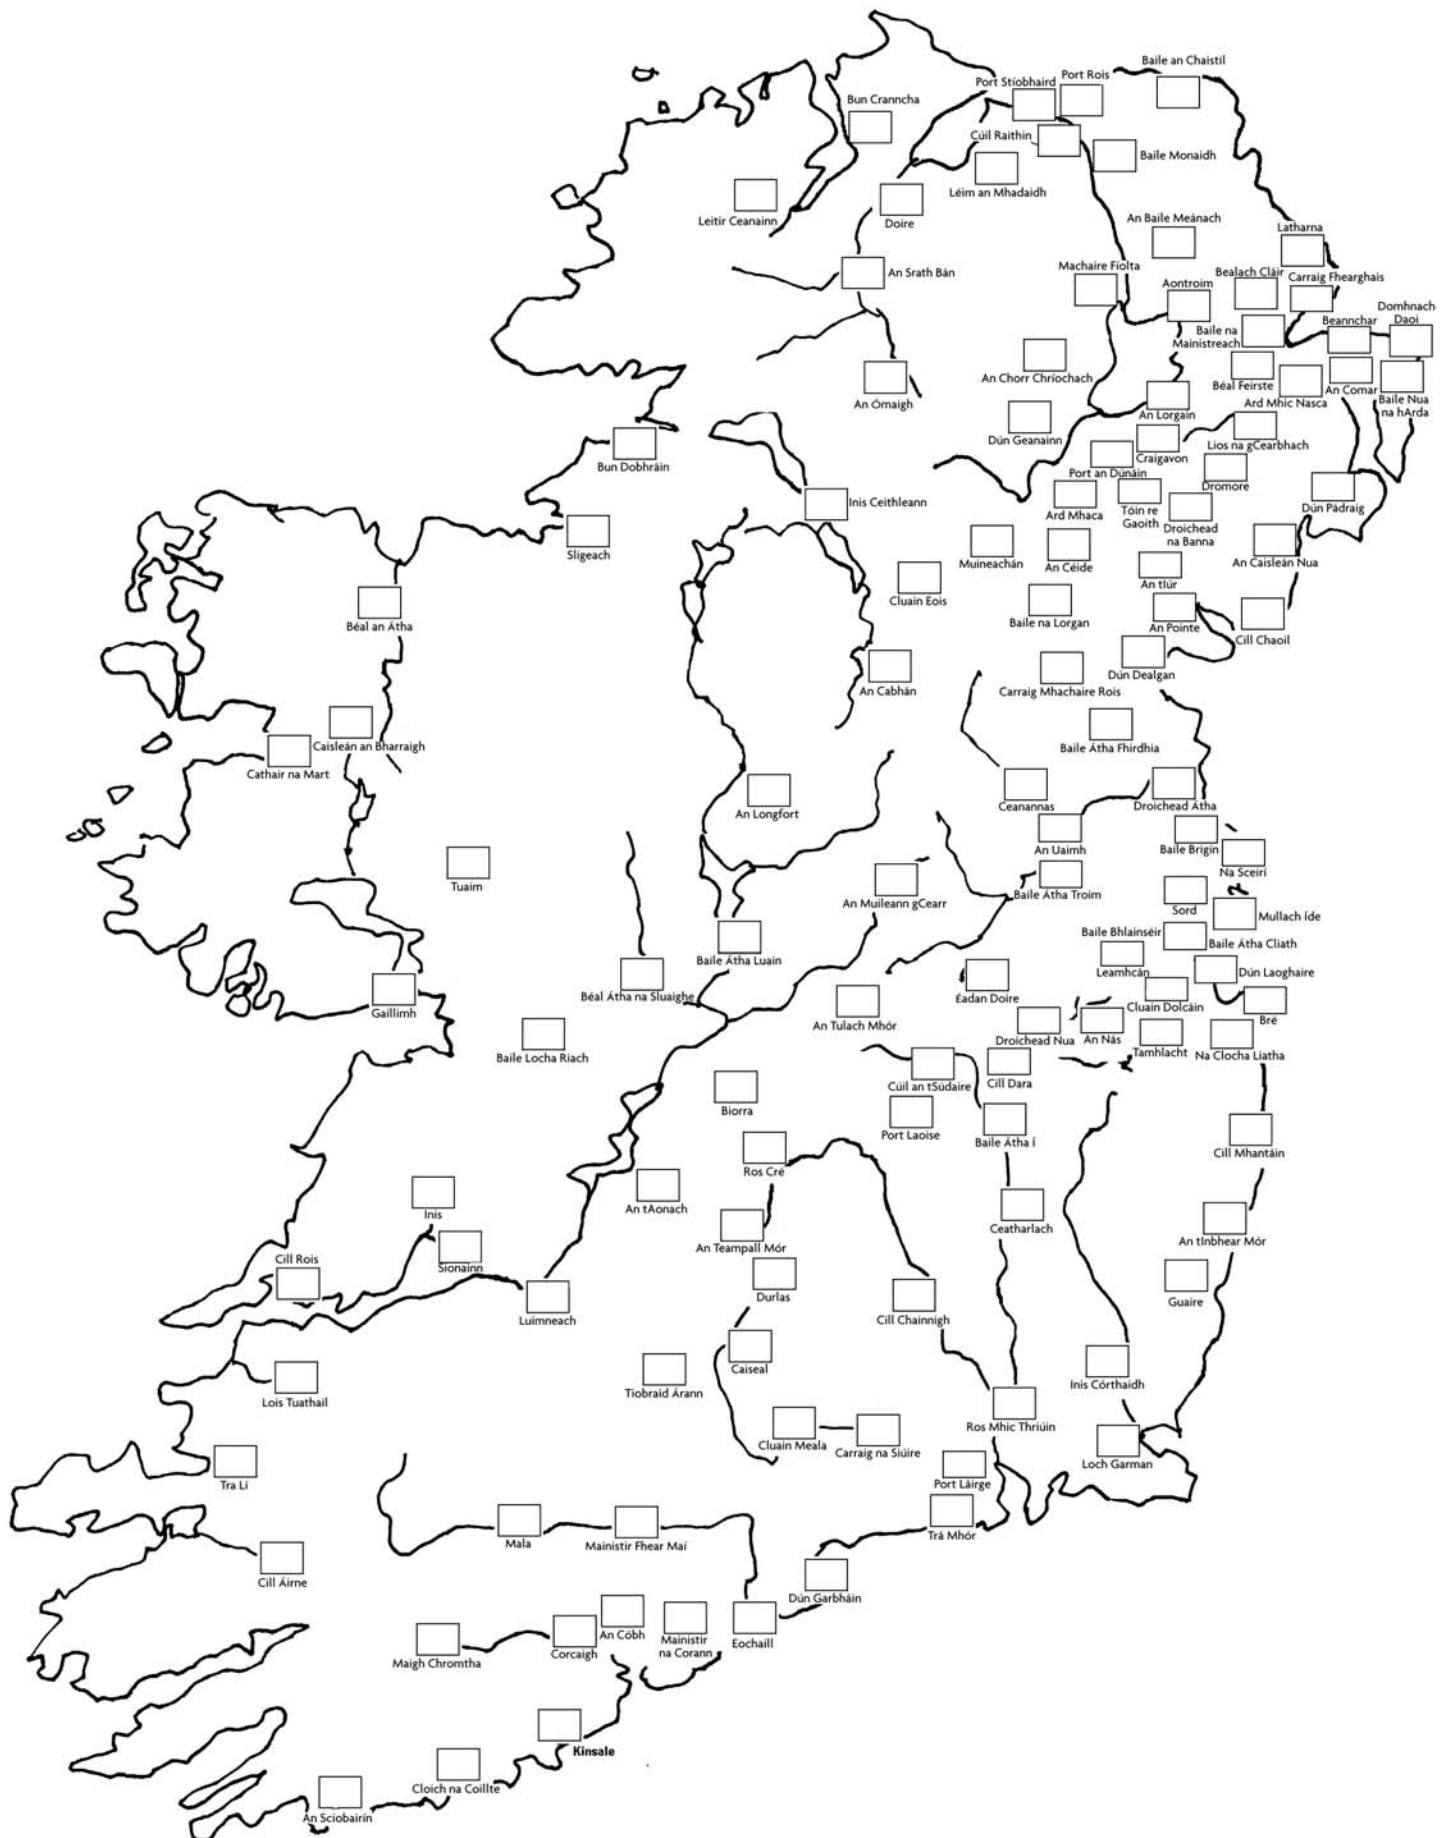 Baile an Chaistil
Port Stíobhaird
Port Rois
Bun Cranncha
Cúil Raithin
Baile Monaidh
Léim an Mhadaidh
Leitir Ceanainn
Doire
An Baile Meánach
Latharna
An Srath Bán
Machaire Fíolta
Bealach Cláir
Carraig Fhearghais
Aontroim
Domhnach
Daoi
Beannchar
Baile na
Mainistreach
An Chorr Chríochach
Béal Feirste
An Comar
An Ómaigh
Ard Mhic Nasca
Baile Nua
na hArda
An Lorgain
Dún Geanainn
Lios na gCearbhach
Craigavon
Bun Dobhráin
Port an Dúnáin
Dromore
Inis Ceithleann
Dún Pádraig
Ard Mhaca
Tóin re
Gaoith
Droichead
na Banna
Sligeach
Muineachán
An Céide
An Caisleán Nua
An tIúr
Cluain Eois
Béal an Átha
Baile na Lorgan
An Pointe
Cill Chaoil
Dún Dealgan
An Cabhán
Carraig Mhachaire Rois
Caisleán an Bharraigh
Baile Átha Fhirdhia
Cathair na Mart
Ceanannas
Droichead Átha
An Longfort
An Uaimh
Baile Brigín
Na Sceirí
Tuaim
Baile Átha Troim
An Muileann gCearr
Sord
Mullach Íde
Baile Bhlainséir
Baile Átha Cliath
Baile Átha Luain
Leamhcán
Dún Laoghaire
Béal Átha na Sluaighe
Éadan Doire
Cluain Dolcáin
Gaillimh
Bré
An Tulach Mhór
Droichead Nua
An Nás
Tamhlacht
Na Clocha Liatha
Baile Locha Riach
Cúil an tSúdaire
Cill Dara
Biorra
Port Laoise
Baile Átha í
Cill Mhantáin
Ros Cré
Inis
An tAonach
Ceatharlach
An Teampall Mór
An tInbhear Mór
Cill Rois
Sionainn
Durlas
Guaire
Luimneach
Cill Chainnigh
Caiseal
Inis Córthaidh
Tiobraid Árann
Lois Tuathail
Ros Mhic Thriúin
Cluain Meala
Carraig na Siúire
Loch Garman
Tra Lí
Port Láirge
Trá Mhór
Mala
Mainistir Fhear Maí
Cill Áirne
Dún Garbháin
An Cóbh
Mainistir
na Corann
Eochaill
Corcaigh
Maigh Chromtha
Kinsale
Cloich na Coillte
An Sciobairín